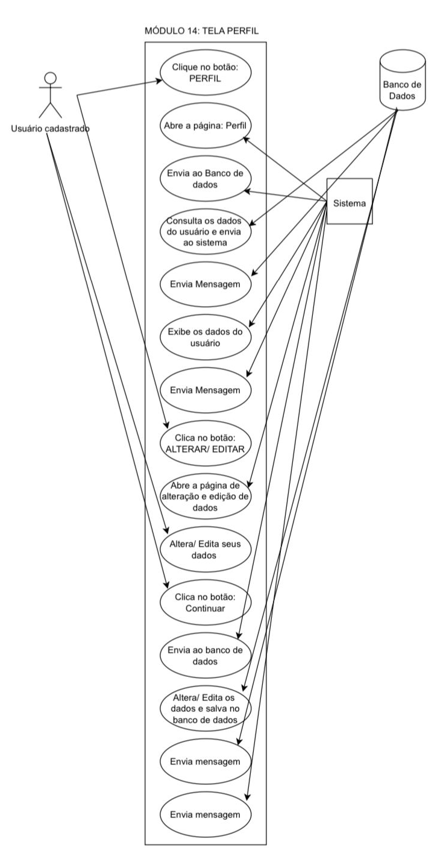 MÓDULO 14: TELA PERFIL
Clique no botão:
PERFIL
Banco de
Dados
Usuário cadastrado
Abre a página: Perfil
Envia ao Banco de
dados
Sistema
Consulta os dados
do usuário e envia
ao sistema
Envia Mensagem
Exibe os dados do
usuário
Envia Mensagem
Clica no botão:
ALTERAR/ EDITAR
Abre a página de
alteração e edição de
dados
Altera/ Edita seus
dados
Clica no botão:
Continuar
Envia ao banco de
dados
Altera/ Edita os
dados e salva no
banco de dados
Envia mensagem
Envia mensagem